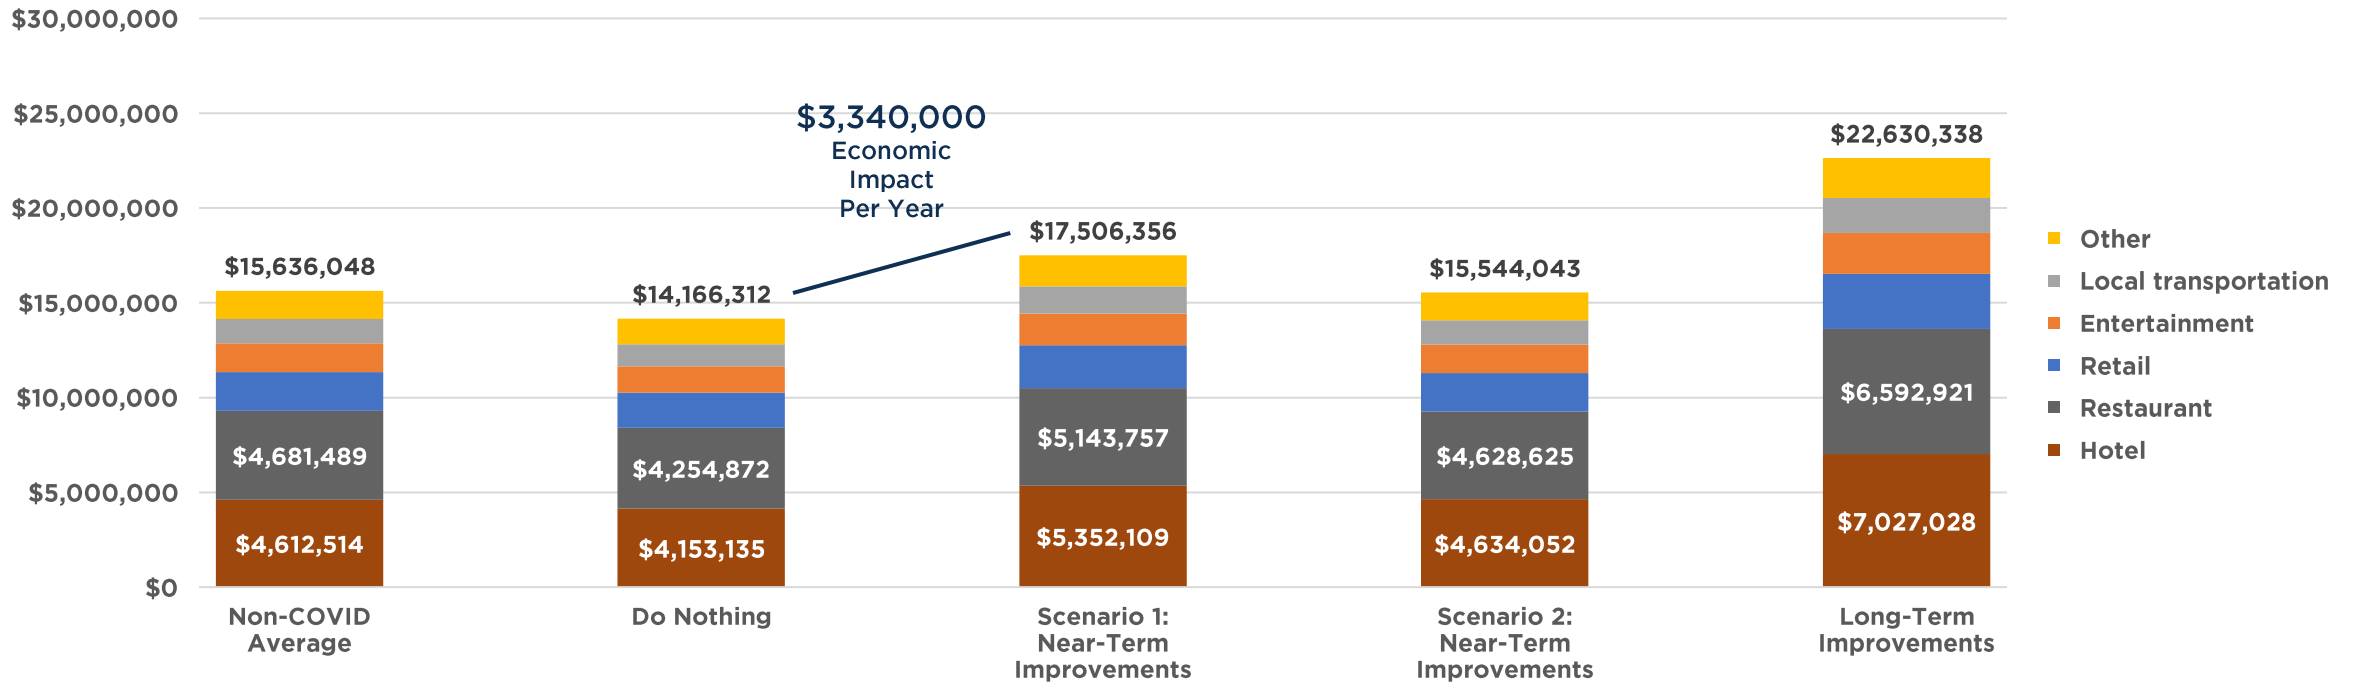 $30,000,000
$25,000,000
$20,000,000
$15,000,000
$10,000,000
$5,000,000
$0
$3,340,000
Economic
Impact
Per Year
$15,636,048
$4,681,489
$4,612,514
$14,166,312
$4,254,872
$4,153,135
$17,506,356
$5,143,757
$5,352,109
$15,544,043
$4,628,625
$4,634,052
$22,630,338
$6,592,921
$7,027,028
Non-COVID
Average
Do Nothing
Scenario 1:
Near-Term
Improvements
Scenario 2:
Near-Term
Improvements
Long-Term
Improvements
Other
Local transportation
Entertainment
Retail
Restaurant
Hotel